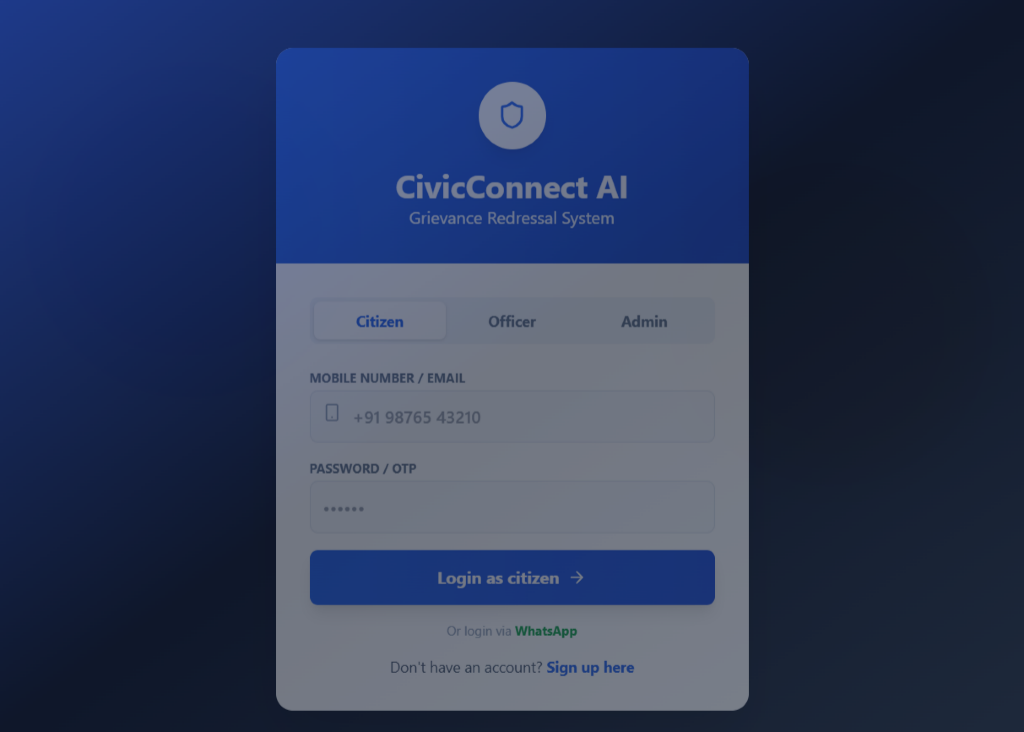 CivicConnect AI
Grievance Redressal System
Citizen Officer Admin
MOBILE NUMBER / EMAIL
+91 98765 43210
PASSWORD / OTP
••••••
Login as citizen →
Or login via WhatsApp
Don't have an account? Sign up here